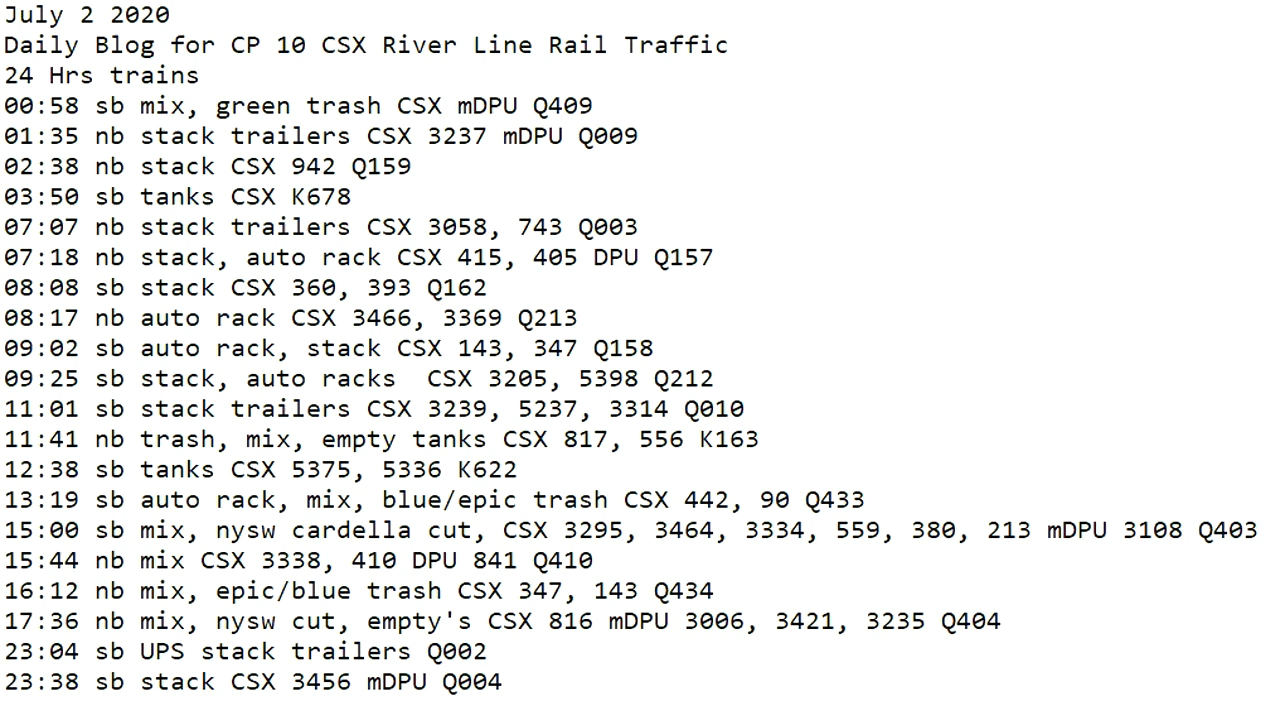 July 2 2020
Daily Blog for CP 10 CSX River Line Rail Traffic
24 Hrs trains
00:58 sb mix, green trash CSX mDPU Q409
01:35 nb stack trailers CSX 3237 mDPU Q009
02:38 nb stack CSX 942 Q159
03:50 sb tanks CSX K678
07:07 nb stack trailers CSX 3058, 743 Q003
07:18 nb stack, auto rack CSX 415, 405 DPU Q157
08:08 sb stack CSX 360, 393 Q162
08:17 nb auto rack CSX 3466, 3369 Q213
09:02 sb auto rack, stack CSX 143, 347 Q158
09:25 sb stack, auto racks  CSX 3205, 5398 Q212
11:01 sb stack trailers CSX 3239, 5237, 3314 Q010
11:41 nb trash, mix, empty tanks CSX 817, 556 K163
12:38 sb tanks CSX 5375, 5336 K622
13:19 sb auto rack, mix, blue/epic trash CSX 442, 90 Q433
15:00 sb mix, nysw cardella cut, CSX 3295, 3464, 3334, 559, 380, 213 mDPU 3108 Q403
15:44 nb mix CSX 3338, 410 DPU 841 Q410
16:12 nb mix, epic/blue trash CSX 347, 143 Q434
17:36 nb mix, nysw cut, empty's CSX 816 mDPU 3006, 3421, 3235 Q404
23:04 sb UPS stack trailers Q002
23:38 sb stack CSX 3456 mDPU Q004